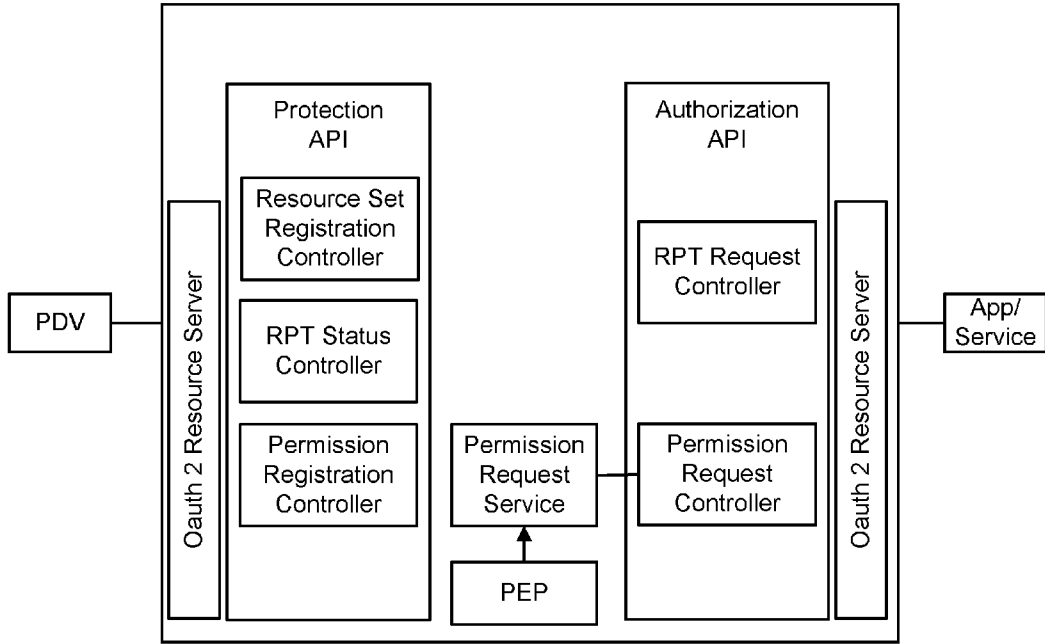 Protection
API
Authorization
API
Resource Set
Registration
Controller
RPT Request
Controller
Oauth 2 Resource Server
Oauth 2 Resource Server
PDV
App/
Service
RPT Status
Controller
Permission
Registration
Controller
Permission
Request
Service
Permission
Request
Controller
PEP